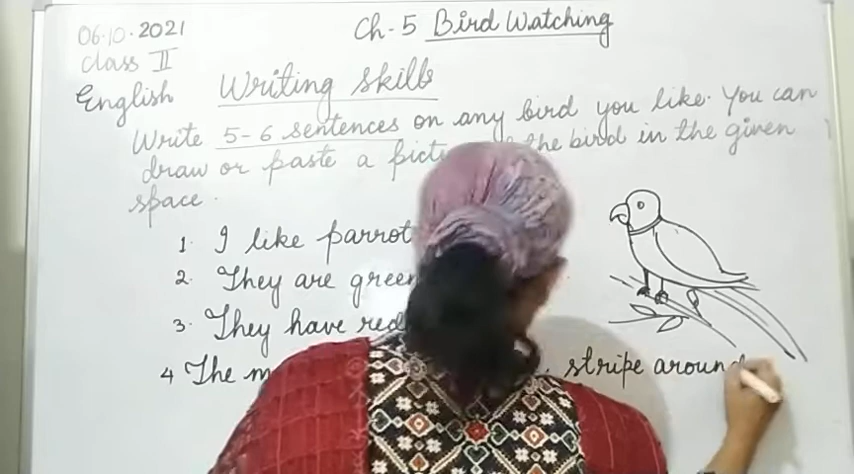 06.10.2021 Ch-5 Bird Watching
Class II
English Writing skills
Write 5-6 sentences on any bird you like. You can
draw or paste a the bird in the given
space.
1. I like parrot
2. They are green
3. They have red
4 The stripe around